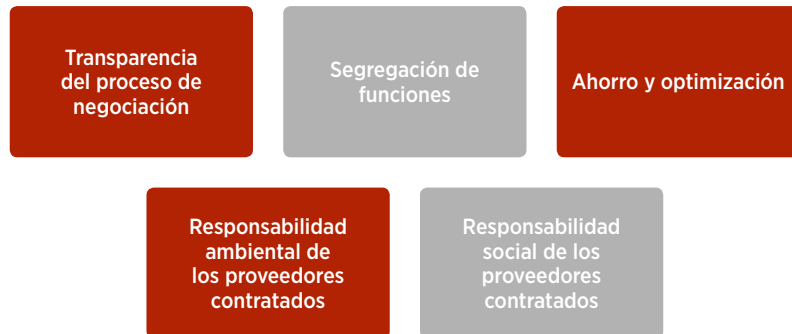 Transparencia
del proceso de
negociación
Segregación de
funciones
Ahorro y optimización
Responsabilidad
ambiental de
los proveedores
contratados
Responsabilidad
social de los
proveedores
contratados